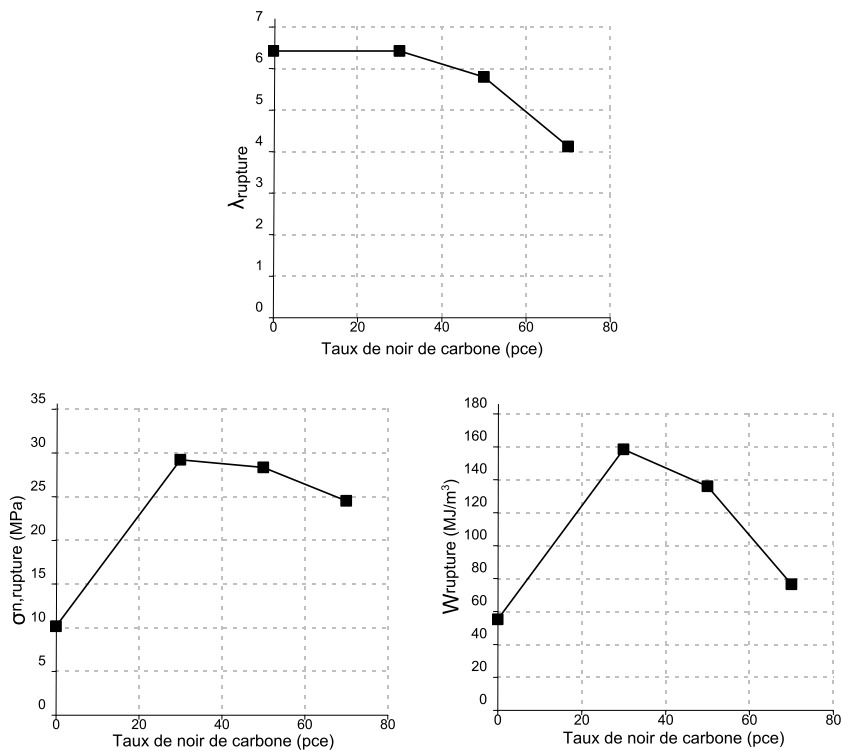 7
6
5
4
3
2
1
0
λrupture
0 20 40 60 80
Taux de noir de carbone (pce)
35
30
25
20
15
10
5
0
σn,rupture (MPa)
0 20 40 60 80
Taux de noir de carbone (pce)
180
160
140
120
100
80
60
40
20
0
Wrupture (MJ/m³)
0 20 40 60 80
Taux de noir de carbone (pce)